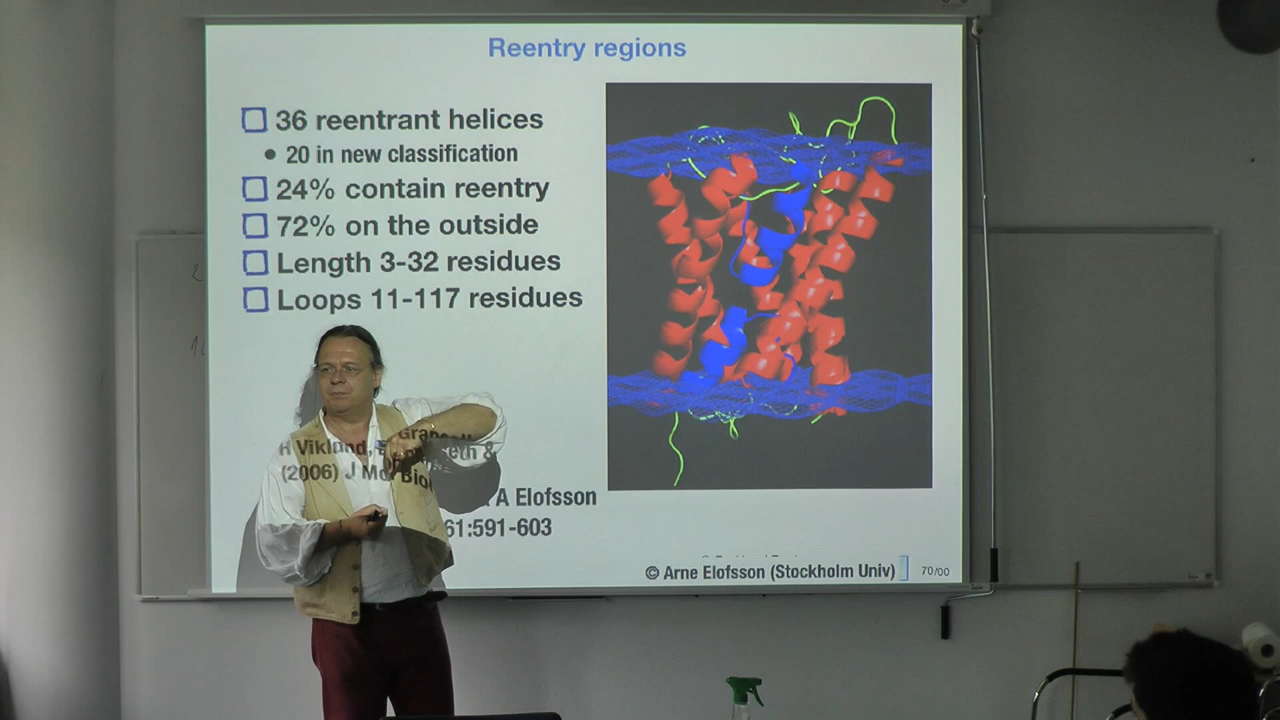 Reentry regions
36 reentrant helices
• 20 in new classification
24% contain reentry
72% on the outside
Length 3-32 residues
Loops 11-117 residues
H Viklund,
(2006) J Mol Biol
& A Elofsson
61:591-603
© Arne Elofsson (Stockholm Univ)
70/00